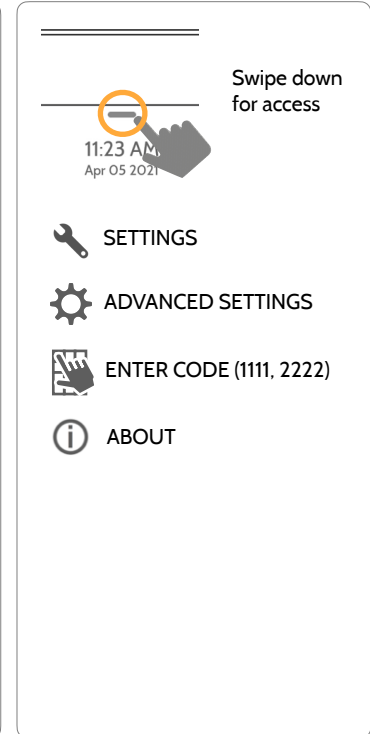 Swipe down
for access
11:23 AM
Apr 05 2021
SETTINGS
ADVANCED SETTINGS
ENTER CODE (1111, 2222)
ABOUT